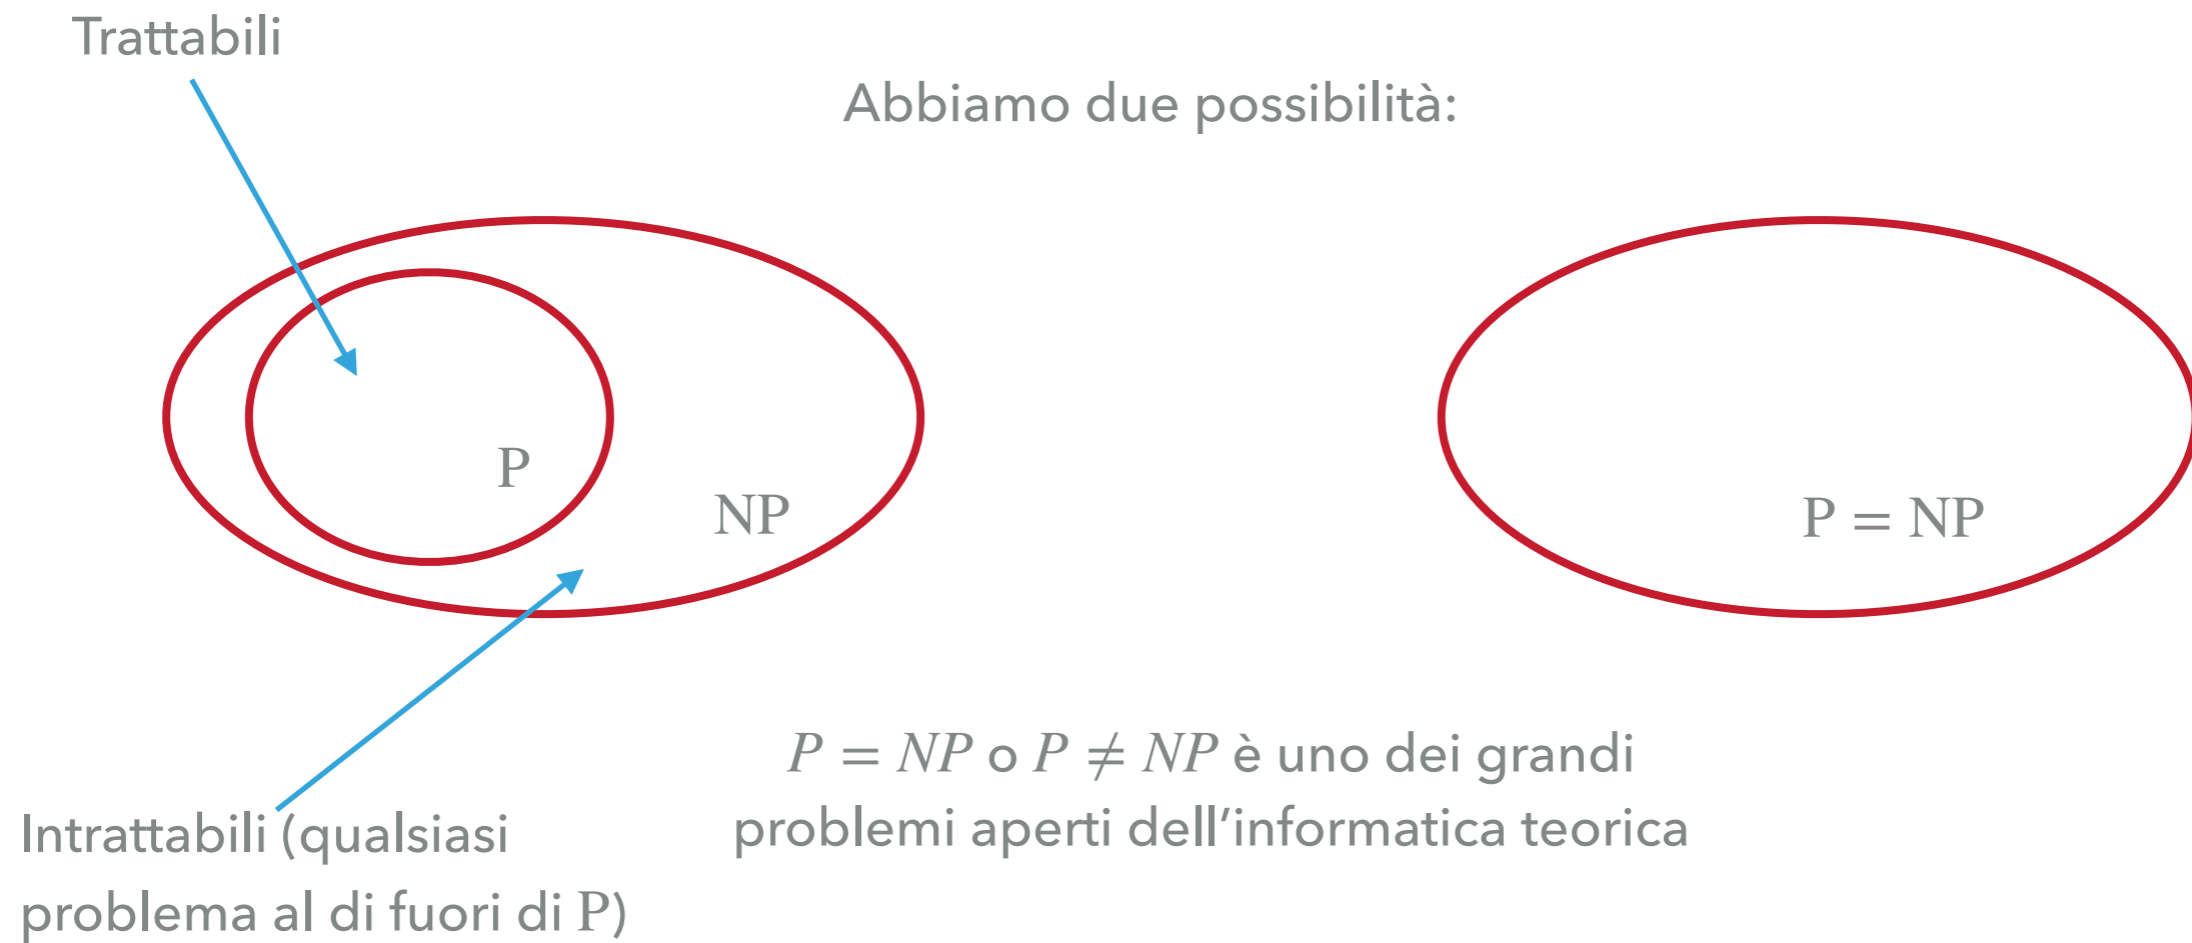 Trattabili
Abbiamo due possibilità:
P
NP
P = NP
P = NP o P ≠ NP è uno dei grandi
problemi aperti dell'informatica teorica
Intrattabili (qualsiasi
problema al di fuori di P)